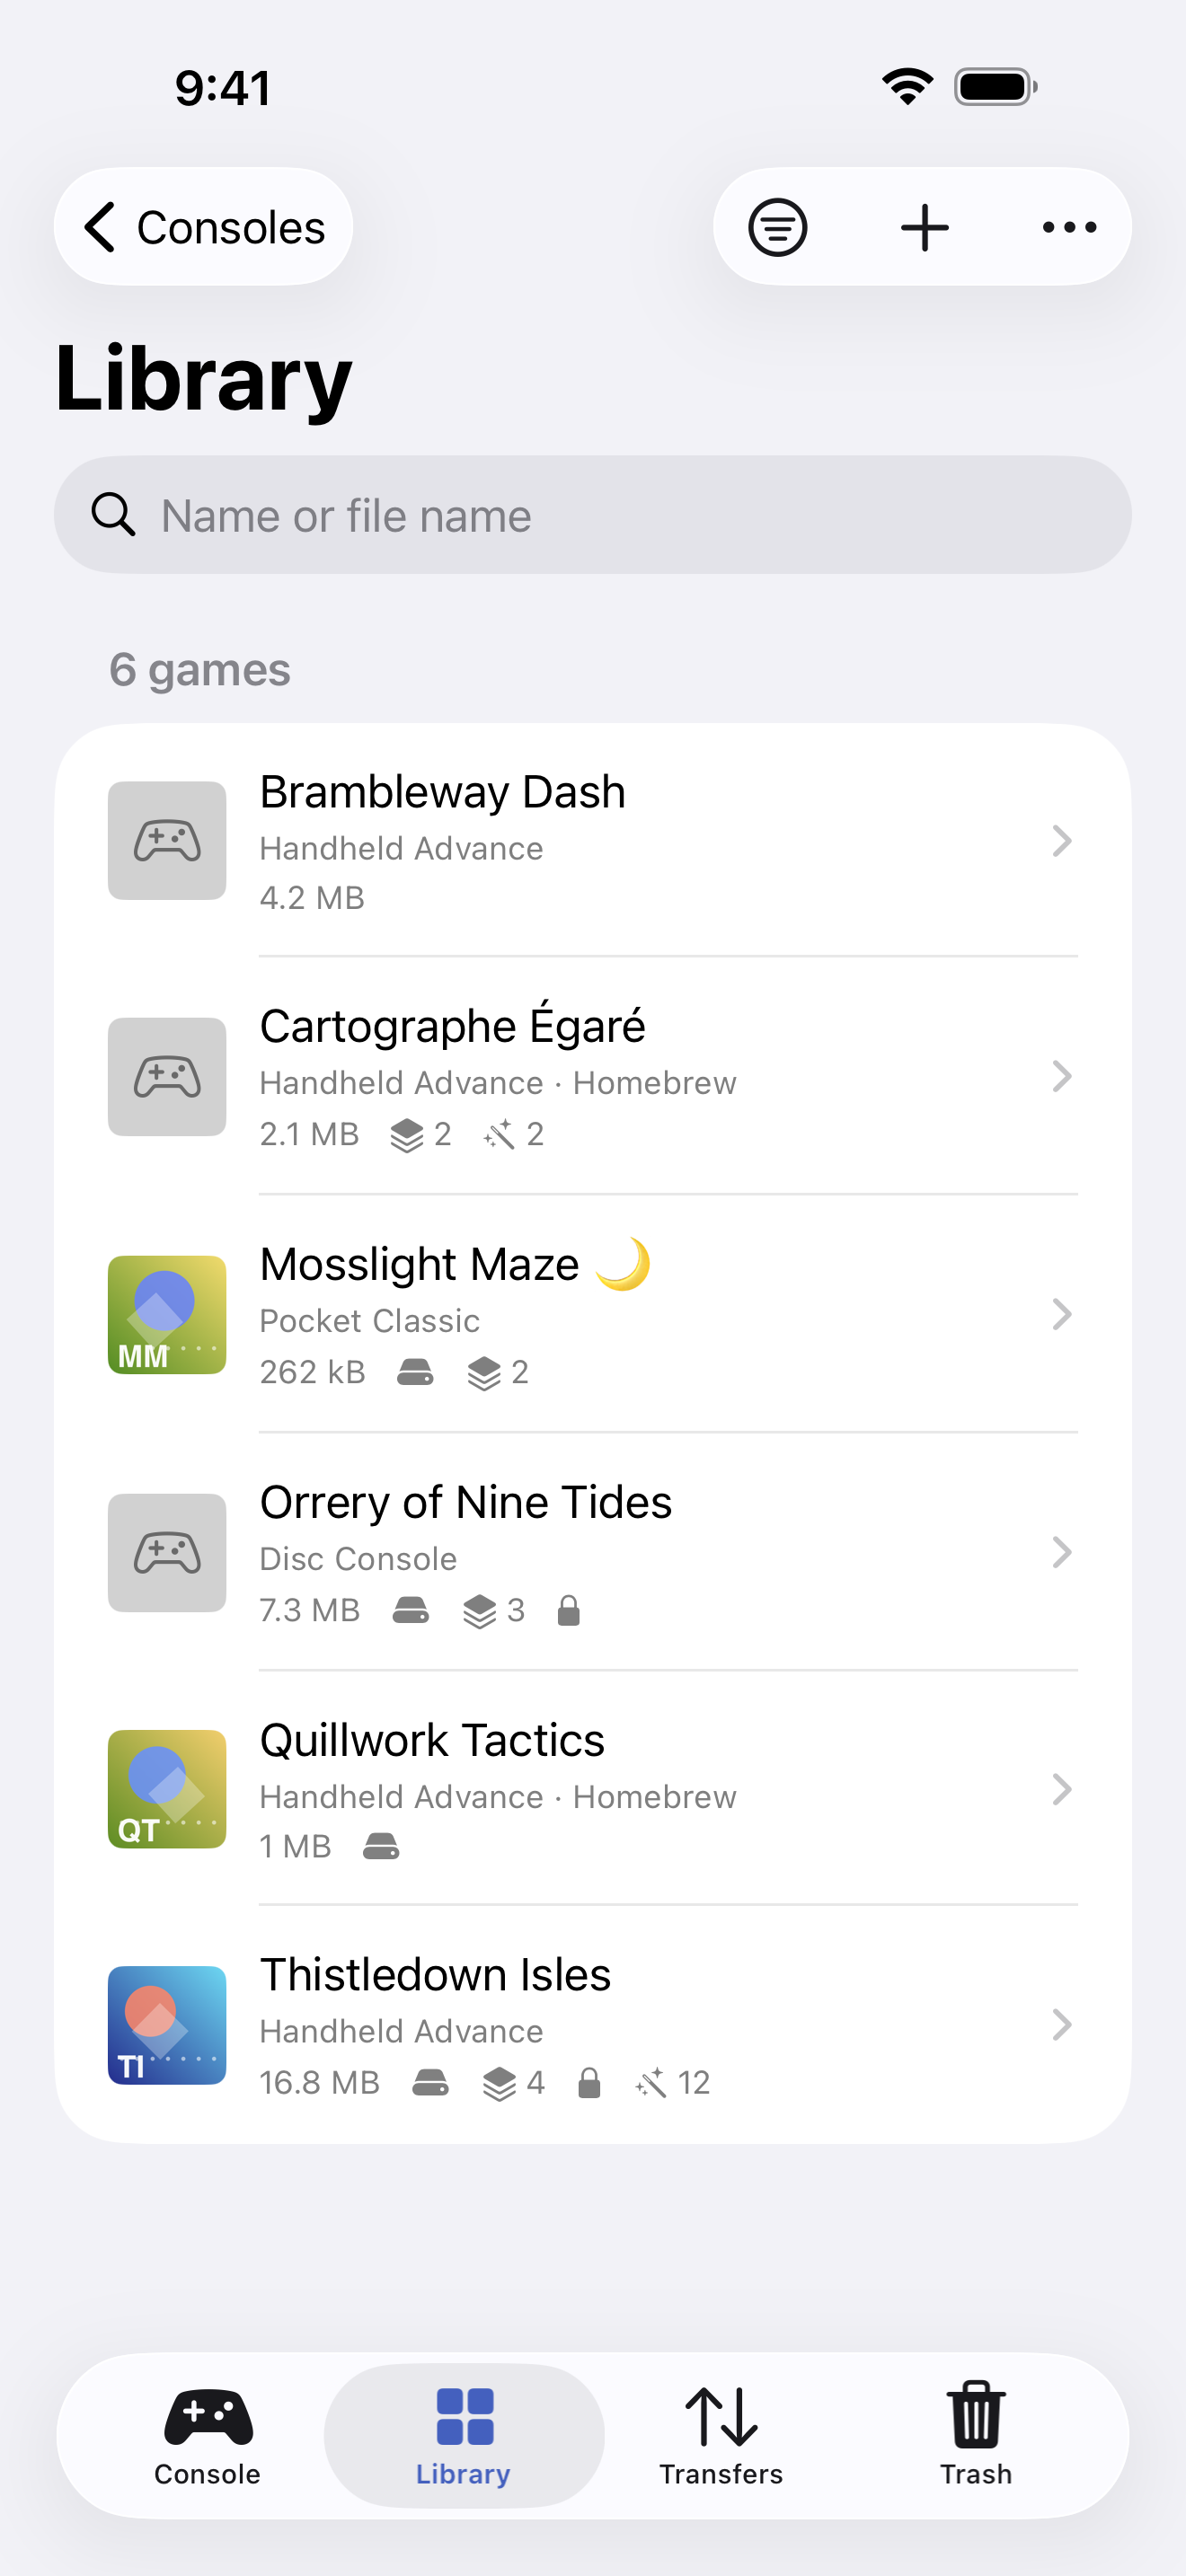 9:41
Consoles
Library
Name or file name
6 games
Brambleway Dash
Handheld Advance
4.2 MB
Cartographe Égaré
Handheld Advance · Homebrew
2.1 MB 2 2
Mosslight Maze 🌙
Pocket Classic
262 kB 2
MM
Orrery of Nine Tides
Disc Console
7.3 MB 3
Quillwork Tactics
Handheld Advance · Homebrew
1 MB
QT
Thistledown Isles
Handheld Advance
16.8 MB 4 12
TI
Console Library Transfers Trash